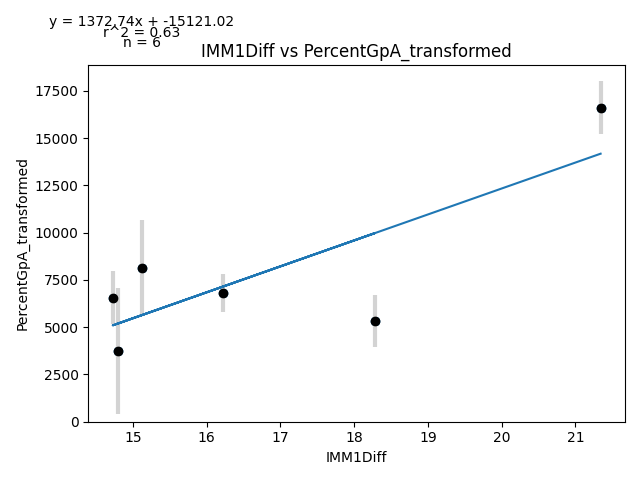 y = 1372.74x + -15121.02
r^2 = 0.63
n = 6
IMM1Diff vs PercentGpA_transformed
17500
15000
12500
10000
7500
5000
2500
0
PercentGpA_transformed
15 16 17 18 19 20 21
IMM1Diff